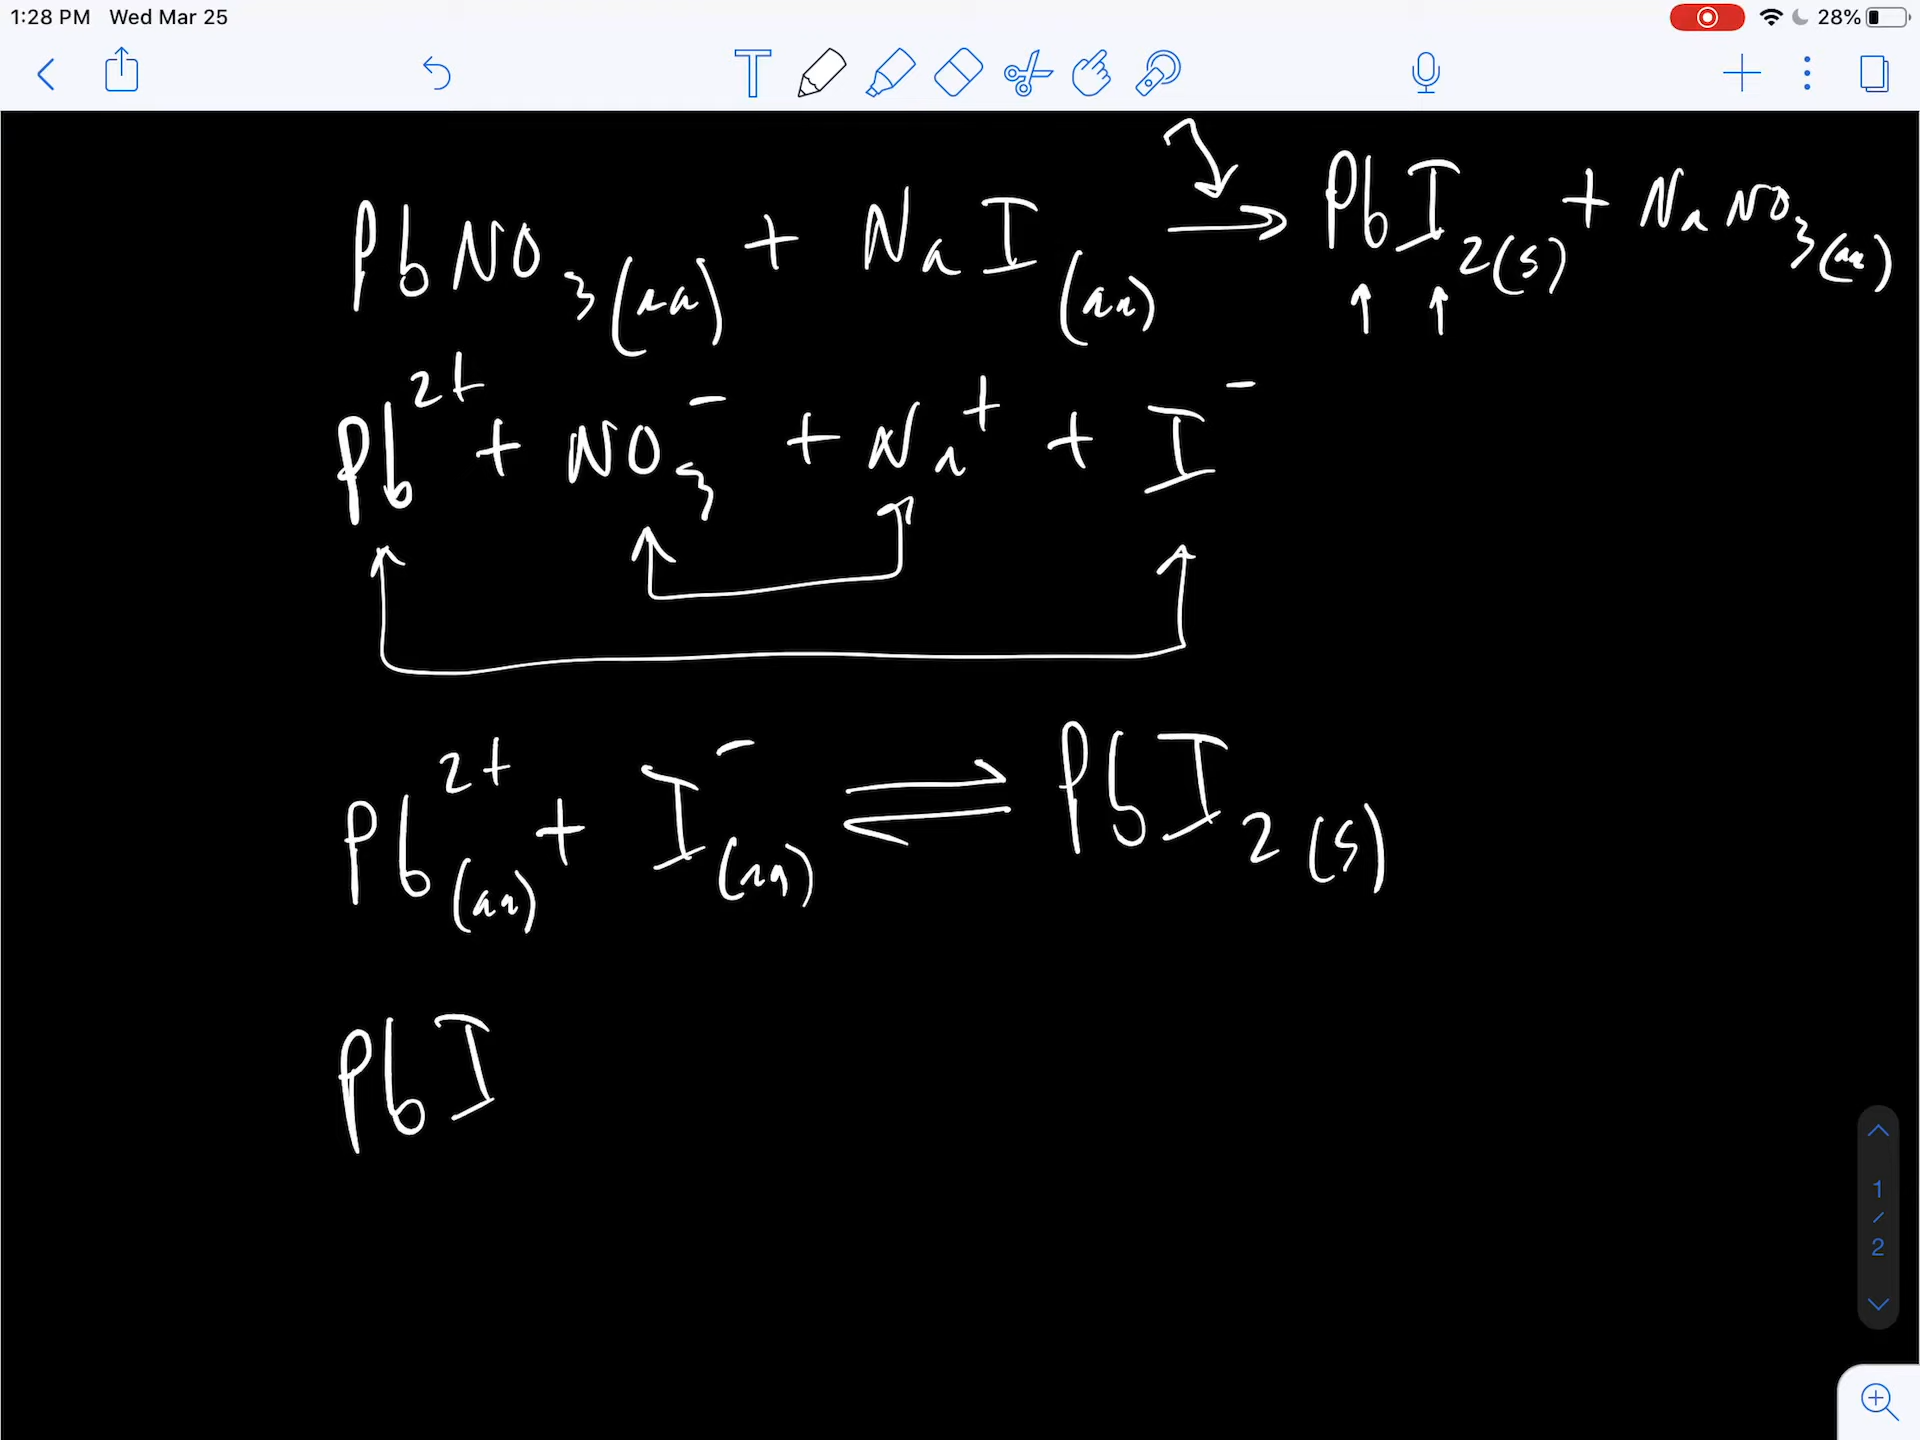 1:28 PM Wed Mar 25 28%
T
PbNO3(aq) + NaI(aq) → PbI2(s) + NaNO3(aq)
Pb2+ + NO3- + Na+ + I-
Pb2+(aq) + I-(aq) ⇌ PbI2(s)
PbI
1
/
2